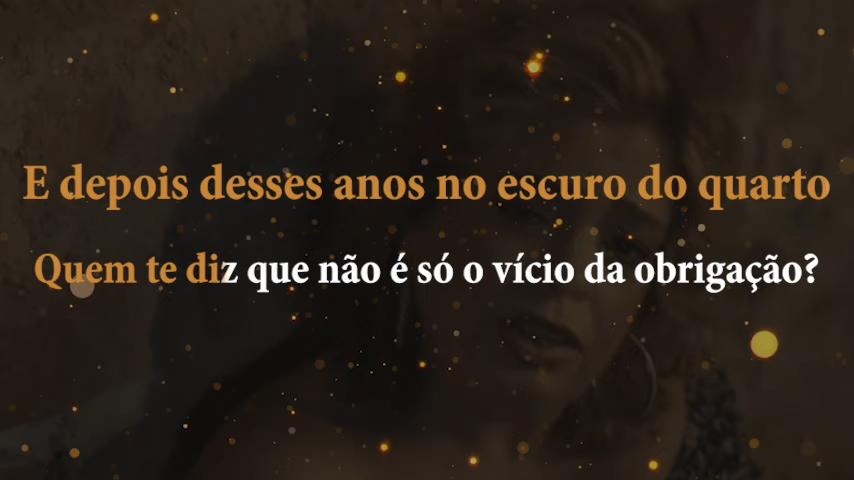 E depois desses anos no escuro do quarto
Quem te diz que não é só o vício da obrigação?